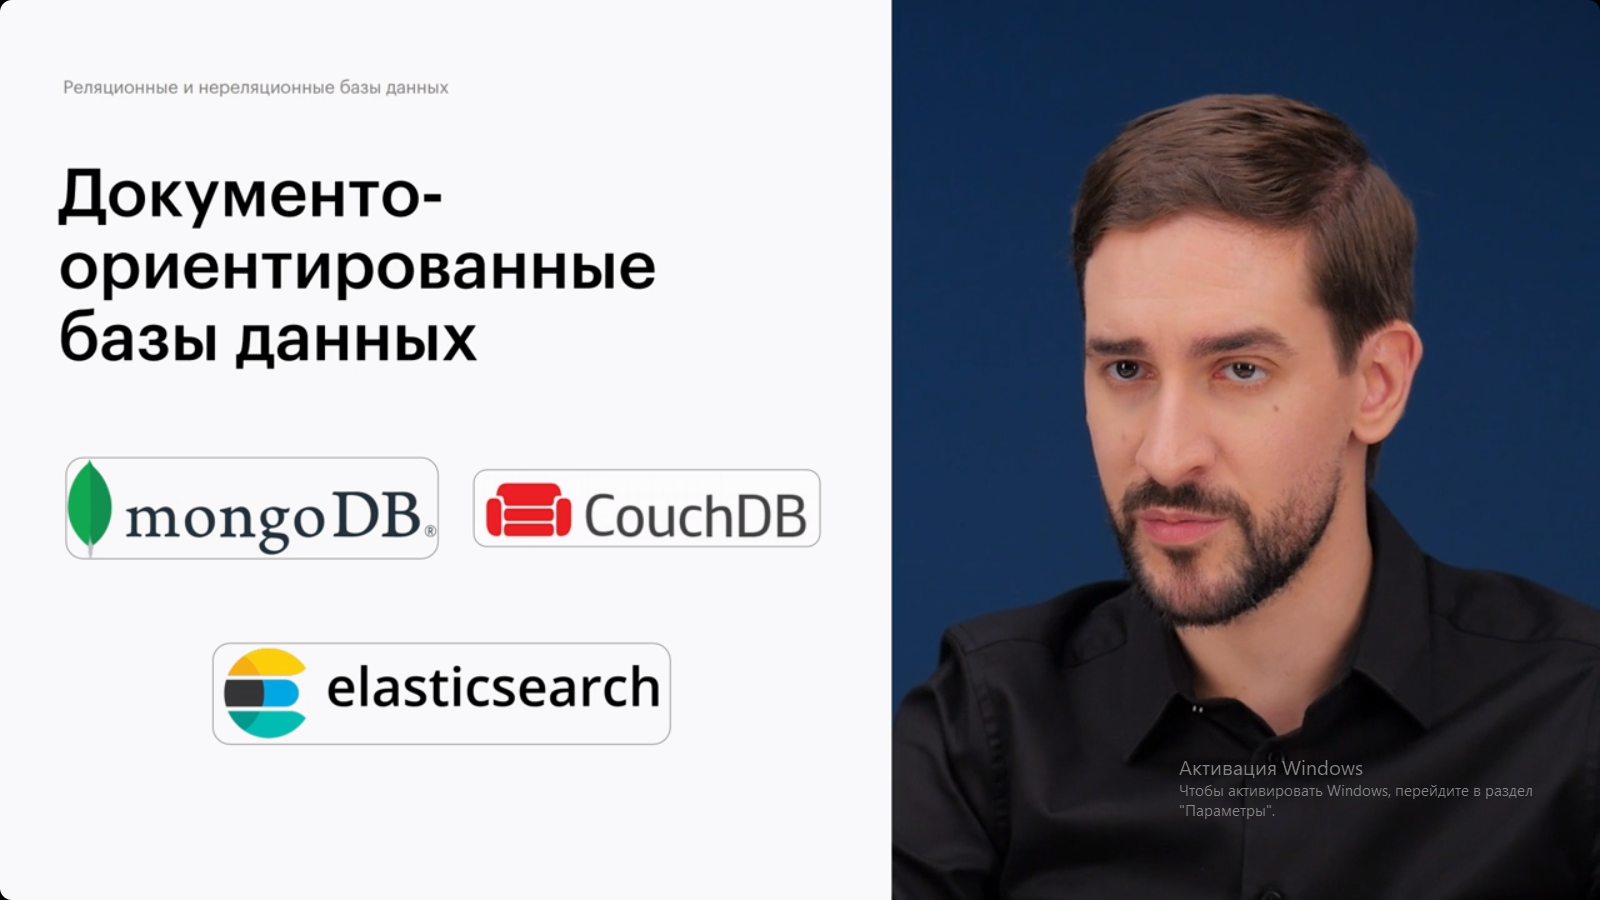 Реляционные и нереляционные базы данных
Документо-
ориентированные
базы данных
mongoDB®
CouchDB
elasticsearch
Активация Windows
Чтобы активировать Windows, перейдите в раздел
"Параметры".